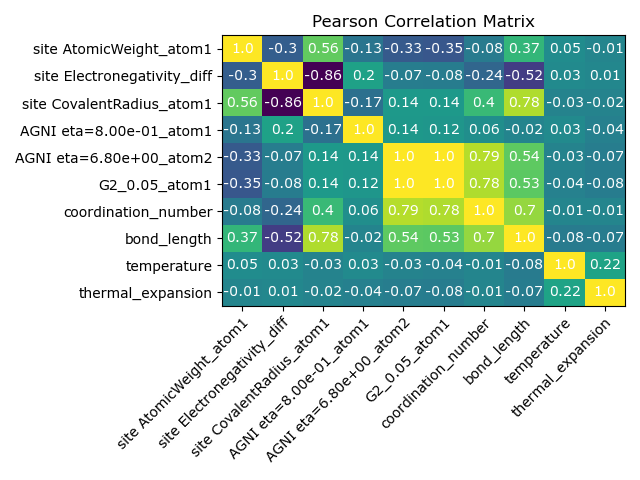 Pearson Correlation Matrix
site AtomicWeight_atom1 1.0 -0.3 0.56 -0.13 -0.33 -0.35 -0.08 0.37 0.05 -0.01
site Electronegativity_diff -0.3 1.0 -0.86 0.2 -0.07 -0.08 -0.24 -0.52 0.03 0.01
site CovalentRadius_atom1 0.56 -0.86 1.0 -0.17 0.14 0.14 0.4 0.78 -0.03 -0.02
AGNI eta=8.00e-01_atom1 -0.13 0.2 -0.17 1.0 0.14 0.12 0.06 -0.02 0.03 -0.04
AGNI eta=6.80e+00_atom2 -0.33 -0.07 0.14 0.14 1.0 1.0 0.79 0.54 -0.03 -0.07
G2_0.05_atom1 -0.35 -0.08 0.14 0.12 1.0 1.0 0.78 0.53 -0.04 -0.08
coordination_number -0.08 -0.24 0.4 0.06 0.79 0.78 1.0 0.7 -0.01 -0.01
bond_length 0.37 -0.52 0.78 -0.02 0.54 0.53 0.7 1.0 -0.08 -0.07
temperature 0.05 0.03 -0.03 0.03 -0.03 -0.04 -0.01 -0.08 1.0 0.22
thermal_expansion -0.01 0.01 -0.02 -0.04 -0.07 -0.08 -0.01 -0.07 0.22 1.0
site AtomicWeight_atom1
site Electronegativity_diff
site CovalentRadius_atom1
AGNI eta=8.00e-01_atom1
AGNI eta=6.80e+00_atom2
G2_0.05_atom1
coordination_number
bond_length
temperature
thermal_expansion